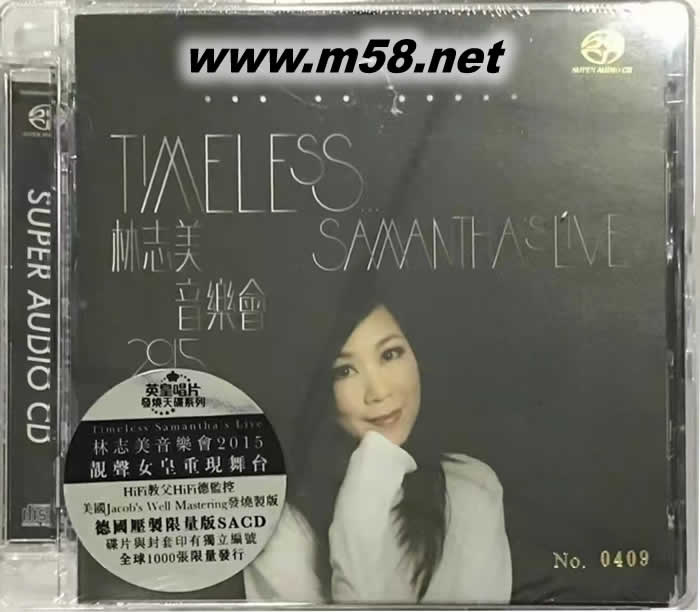 www.m58.net
SUPER AUDIO CD
TIMELESS...
SAMANTHA'S LIVE
林志美
音樂會
2015
SUPER AUDIO CD
英皇唱片
發燒天碟系列
Timeless Samantha's Live
林志美音樂會2015
靚聲女皇重現舞台
HiFi教父HiFi德監控
美國Jacob's Well Mastering發燒製版
德國壓製限量版SACD
碟片與封套印有獨立編號
全球1000張限量發行
No. 0409